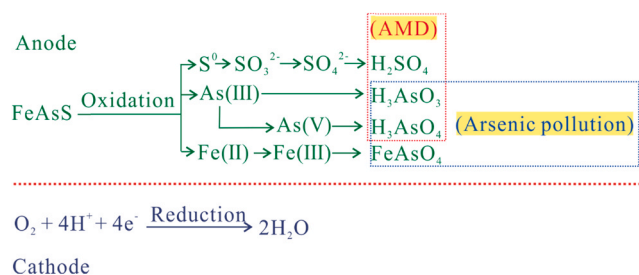 (AMD)
Anode
S⁰→SO₃²⁻→SO₄²⁻→H₂SO₄
FeAsS Oxidation As(III)→H₃AsO₃
As(V)→H₃AsO₄ (Arsenic pollution)
Fe(II)→Fe(III)→FeAsO₄
O₂ + 4H⁺ + 4e⁻ Reduction 2H₂O
Cathode